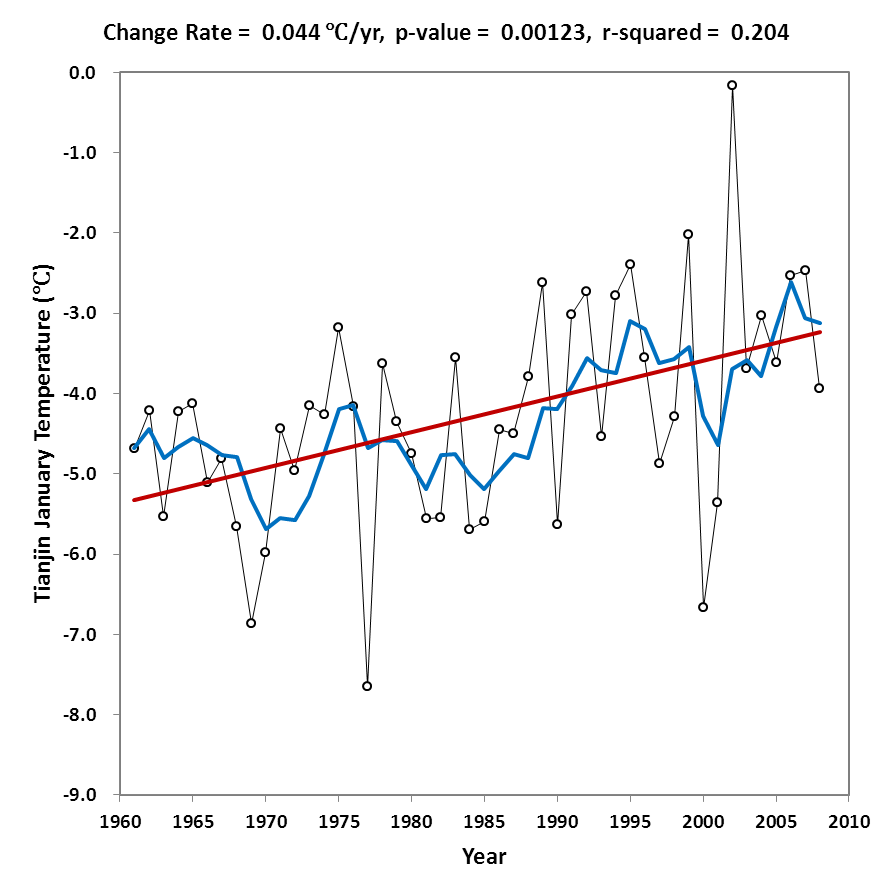 Change Rate = 0.044 ℃/yr, p-value = 0.00123, r-squared = 0.204
0.0
-1.0
-2.0
-3.0
-4.0
-5.0
-6.0
-7.0
-8.0
-9.0
Tianjin January Temperature (℃)
1960 1965 1970 1975 1980 1985 1990 1995 2000 2005 2010
Year